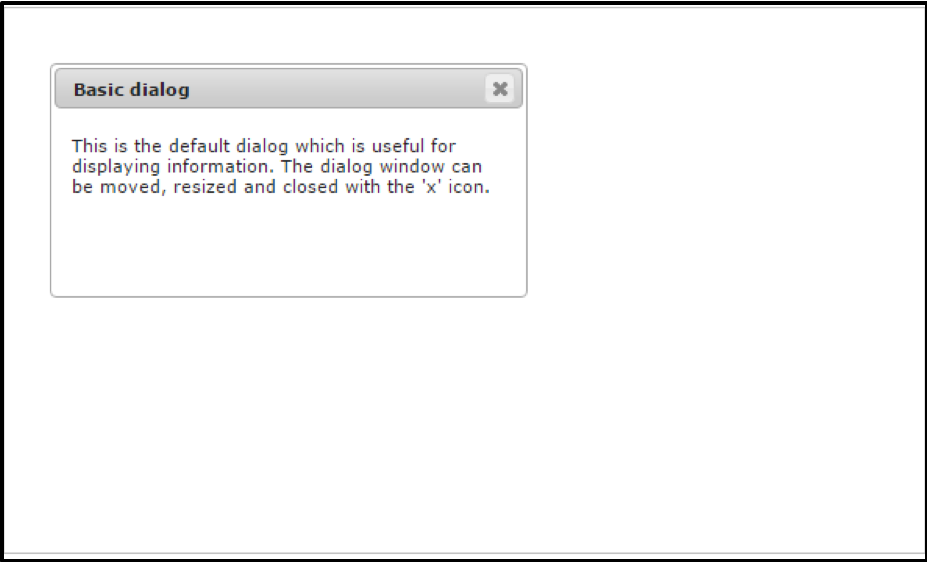 Basic dialog
This is the default dialog which is useful for
displaying information. The dialog window can
be moved, resized and closed with the 'x' icon.